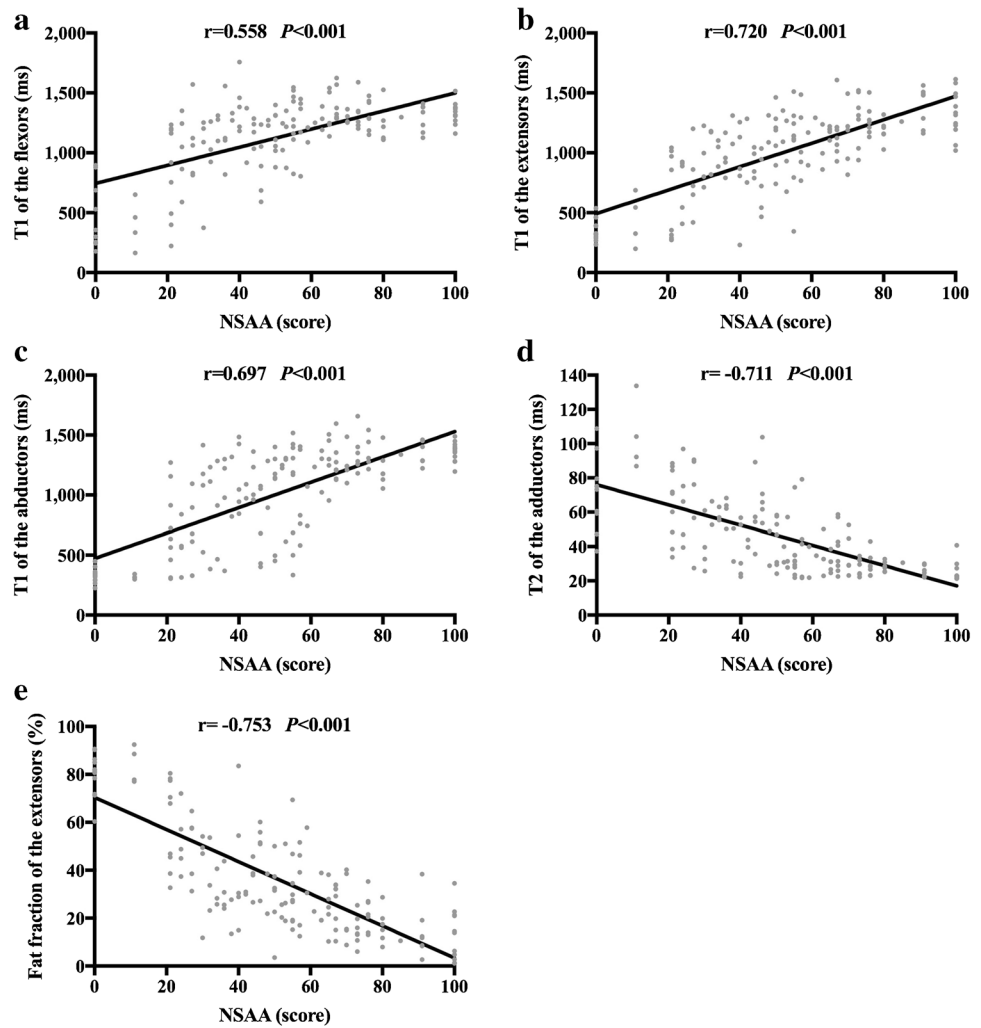 a
r=0.558 P<0.001
T1 of the flexors (ms)
2,000
1,500
1,000
500
0
0 20 40 60 80 100
NSAA (score)
b
r=0.720 P<0.001
T1 of the extensors (ms)
2,000
1,500
1,000
500
0
0 20 40 60 80 100
NSAA (score)
c
r=0.697 P<0.001
T1 of the abductors (ms)
2,000
1,500
1,000
500
0
0 20 40 60 80 100
NSAA (score)
d
r= -0.711 P<0.001
T2 of the adductors (ms)
140
120
100
80
60
40
20
0
0 20 40 60 80 100
NSAA (score)
e
r= -0.753 P<0.001
Fat fraction of the extensors (%)
100
80
60
40
20
0
0 20 40 60 80 100
NSAA (score)